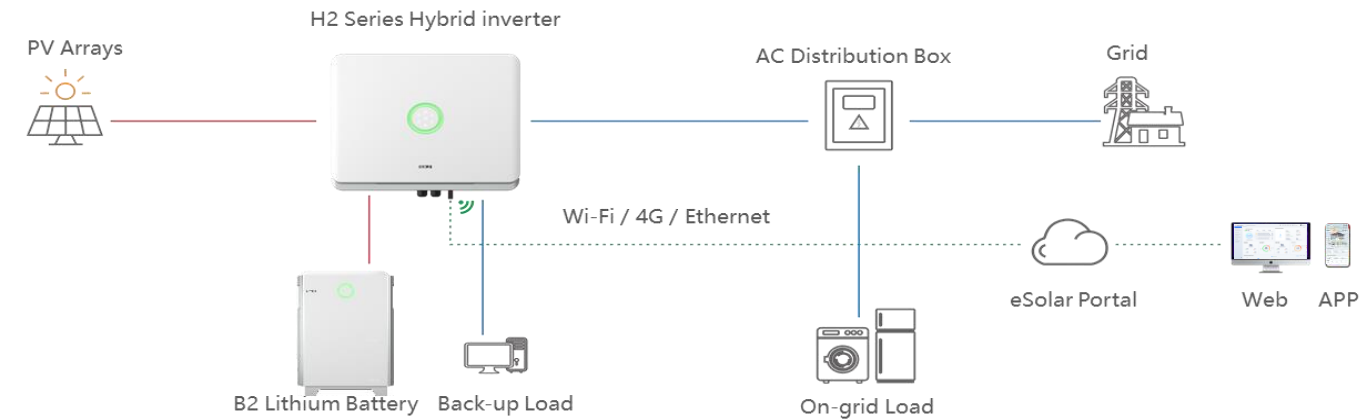 H2 Series Hybrid inverter
PV Arrays
AC Distribution Box
Grid
Wi-Fi / 4G / Ethernet
eSolar Portal
Web
APP
B2 Lithium Battery
Back-up Load
On-grid Load